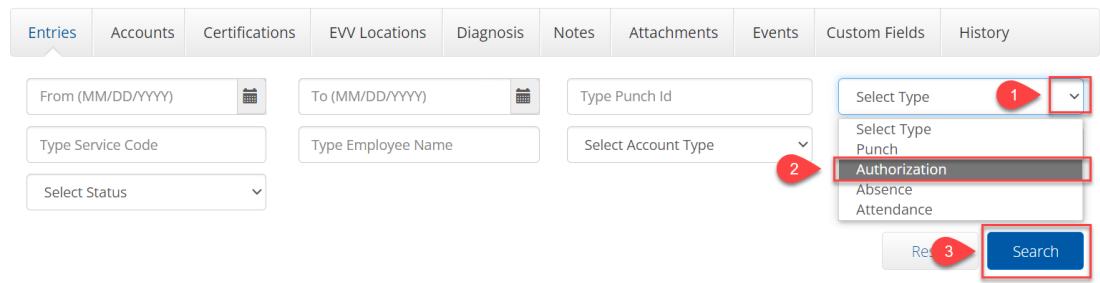 Entries Accounts Certifications EVV Locations Diagnosis Notes Attachments Events Custom Fields History
From (MM/DD/YYYY) To (MM/DD/YYYY) Type Punch Id Select Type 1
Type Service Code Type Employee Name Select Account Type
Select Type
Punch
2 Authorization
Absence
Attendance
Select Status
3 Search